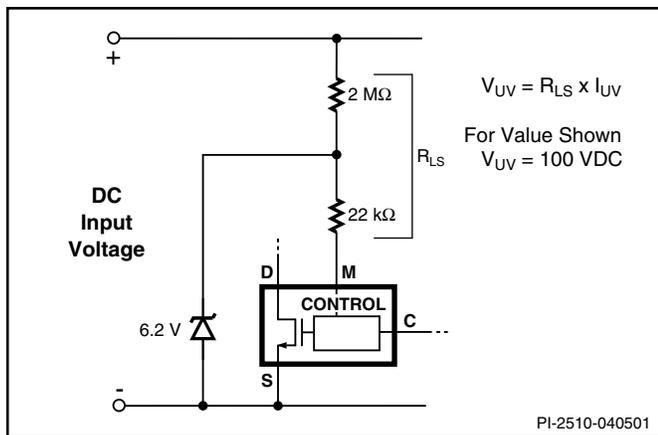 +
2 MΩ
V_UV = R_LS x I_UV
For Value Shown
V_UV = 100 VDC
R_LS
DC
Input
Voltage
22 kΩ
D
M
CONTROL
C
6.2 V
S
-
PI-2510-040501